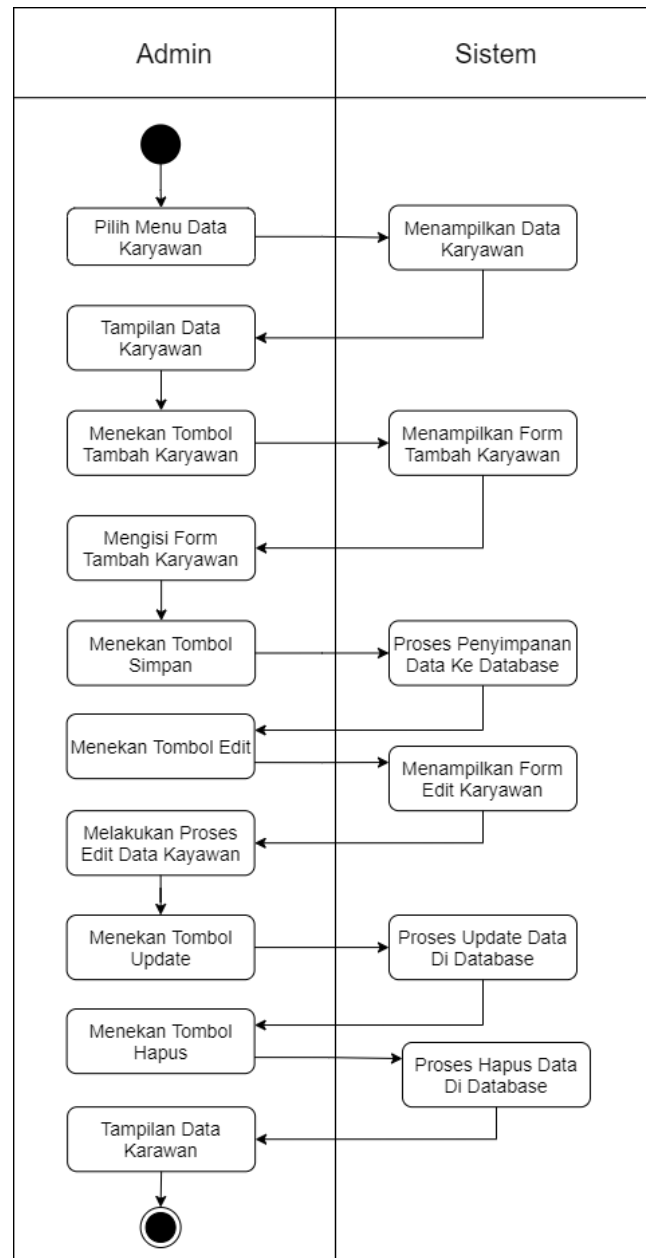 Admin
Sistem
Pilih Menu Data
Karyawan
Menampilkan Data
Karyawan
Tampilan Data
Karyawan
Menekan Tombol
Tambah Karyawan
Menampilkan Form
Tambah Karyawan
Mengisi Form
Tambah Karyawan
Menekan Tombol
Simpan
Proses Penyimpanan
Data Ke Database
Menekan Tombol Edit
Menampilkan Form
Edit Karyawan
Melakukan Proses
Edit Data Kayawan
Menekan Tombol
Update
Proses Update Data
Di Database
Menekan Tombol
Hapus
Proses Hapus Data
Di Database
Tampilan Data
Karawan